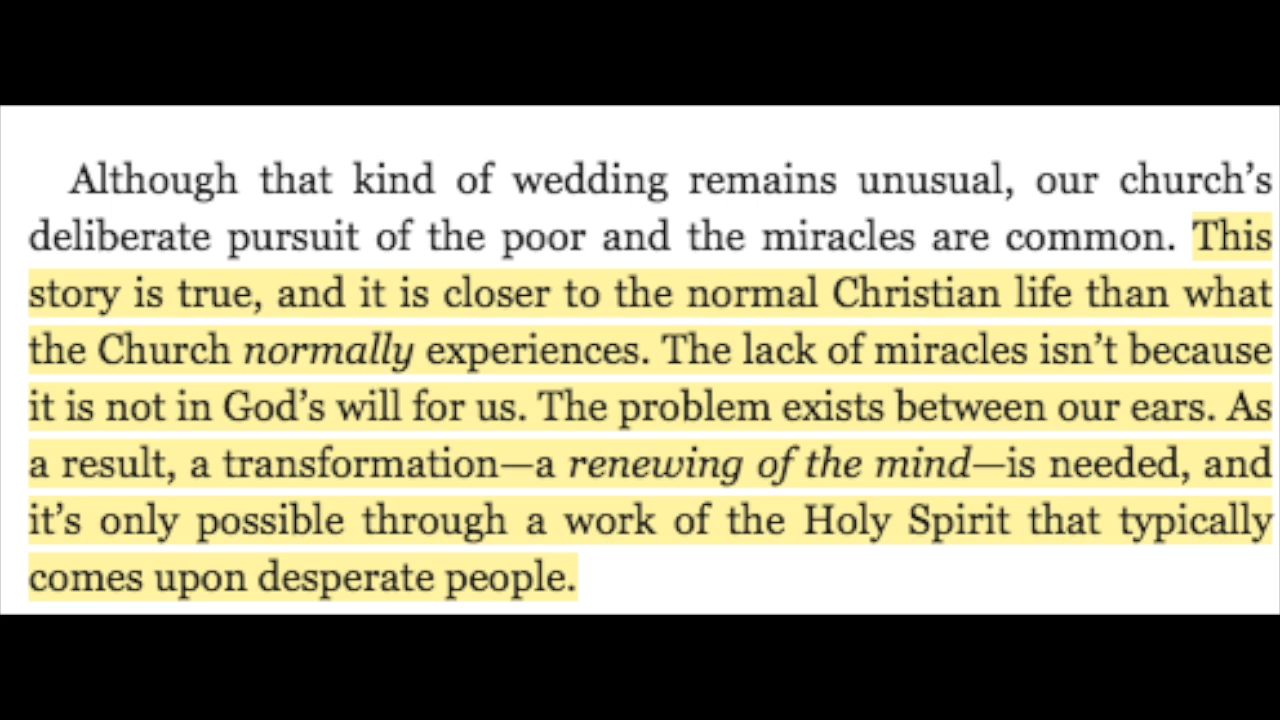 Although that kind of wedding remains unusual, our church’s
deliberate pursuit of the poor and the miracles are common. This
story is true, and it is closer to the normal Christian life than what
the Church normally experiences. The lack of miracles isn’t because
it is not in God’s will for us. The problem exists between our ears. As
a result, a transformation—a renewing of the mind—is needed, and
it’s only possible through a work of the Holy Spirit that typically
comes upon desperate people.